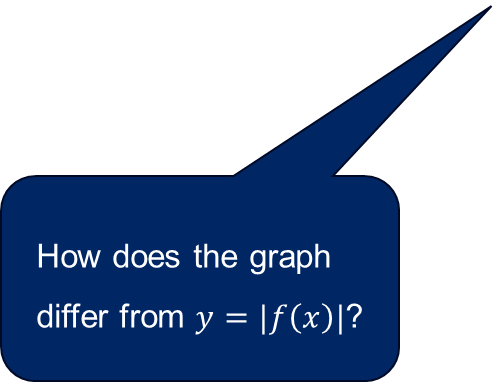 How does the graph
differ from 𝑦 = |𝑓(𝑥)|?